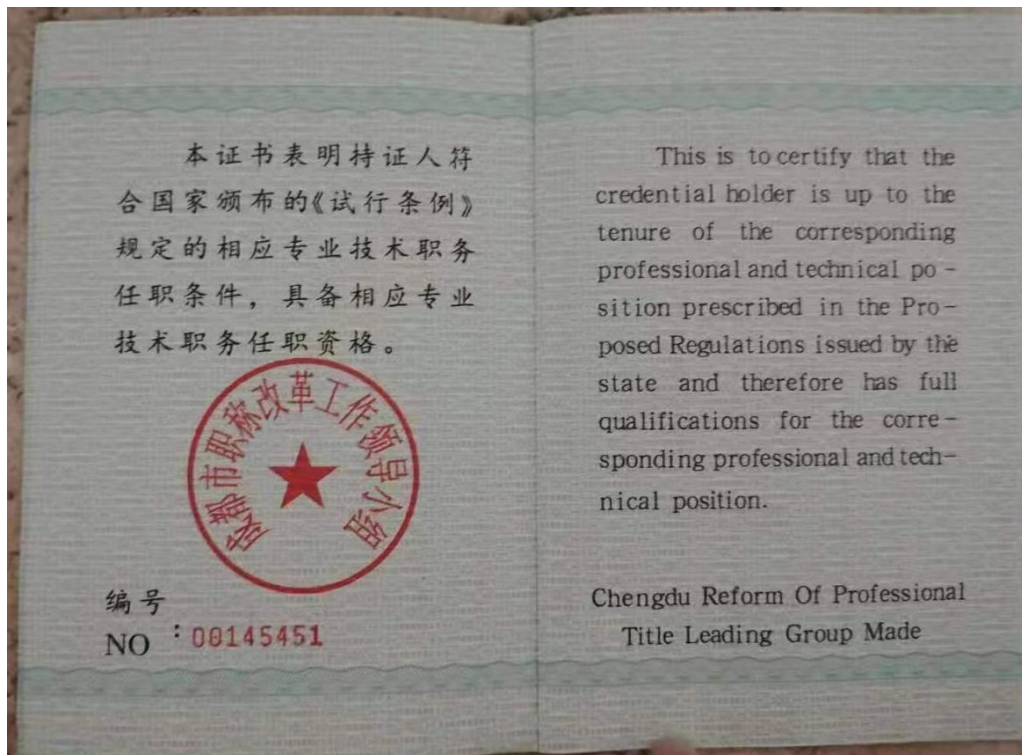 本证书表明持证人符
合国家颁布的《试行条例》
规定的相应专业技术职务
任职条件，具备相应专业
技术职务任职资格。
成都市职称改革工作领导小组
编号
NO : 00145451
This is to certify that the
credential holder is up to the
tenure of the corresponding
professional and technical po-
sition prescribed in the Pro-
posed Regulations issued by the
state and therefore has full
qualifications for the corre-
sponding professional and tech-
nical position.
Chengdu Reform Of Professional
Title Leading Group Made